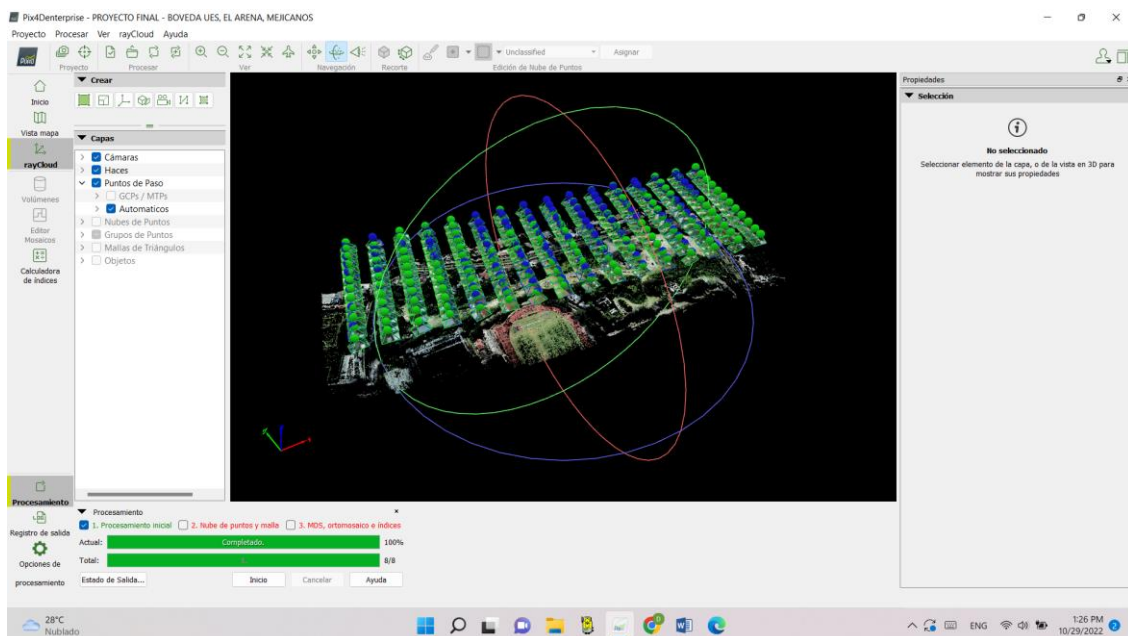 Pix4Denterprise - PROYECTO FINAL - BOVEDA UES, EL ARENA, MEJICANOS
Proyecto Procesar Ver rayCloud Ayuda
Unclassified Asignar
Proyecto Procesar Ver Navegación Recorte Edición de Nube de Puntos
Inicio
Vista mapa
rayCloud
Volúmenes
Editor
Mosaicos
Calculadora
de índices
Crear
Capas
Cámaras
Haces
Puntos de Paso
GCPs / MTPs
Automaticos
Nubes de Puntos
Grupos de Puntos
Mallas de Triángulos
Objetos
Propiedades
Selección
No seleccionado
Seleccionar elemento de la capa, o de la vista en 3D para
mostrar sus propiedades
Procesamiento
Registro de salida
Opciones de
procesamiento
Procesamiento
1. Procesamiento inicial 2. Nube de puntos y malla 3. MDS, ortomosaico e índices
Actual: Completado. 100%
Total: 8/8
Estado de Salida... Inicio Cancelar Ayuda
28°C
Nublado
ENG
1:26 PM
10/29/2022
2